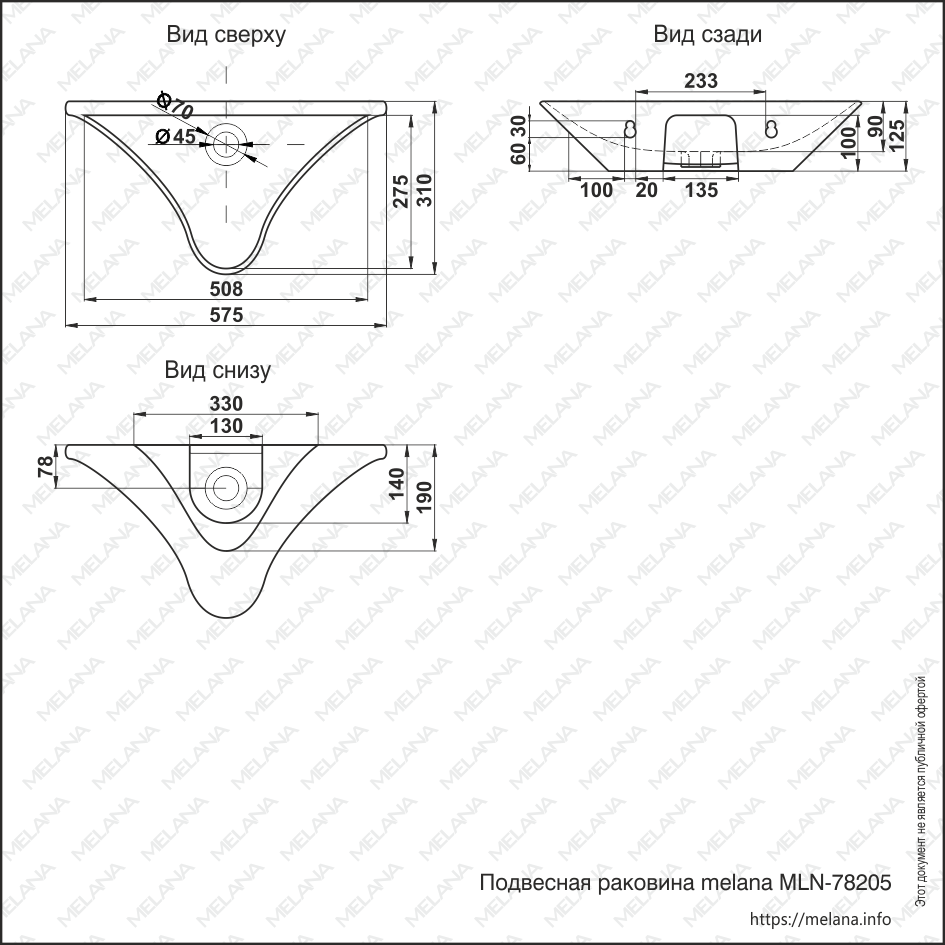 Вид сверху
Ø70
Ø45
275
310
508
575
Вид сзади
233
30
60
100
20
135
100
90
125
Вид снизу
330
130
78
140
190
Подвесная раковина melana MLN-78205
https://melana.info
Этот документ не является публичной офертой
MELANA